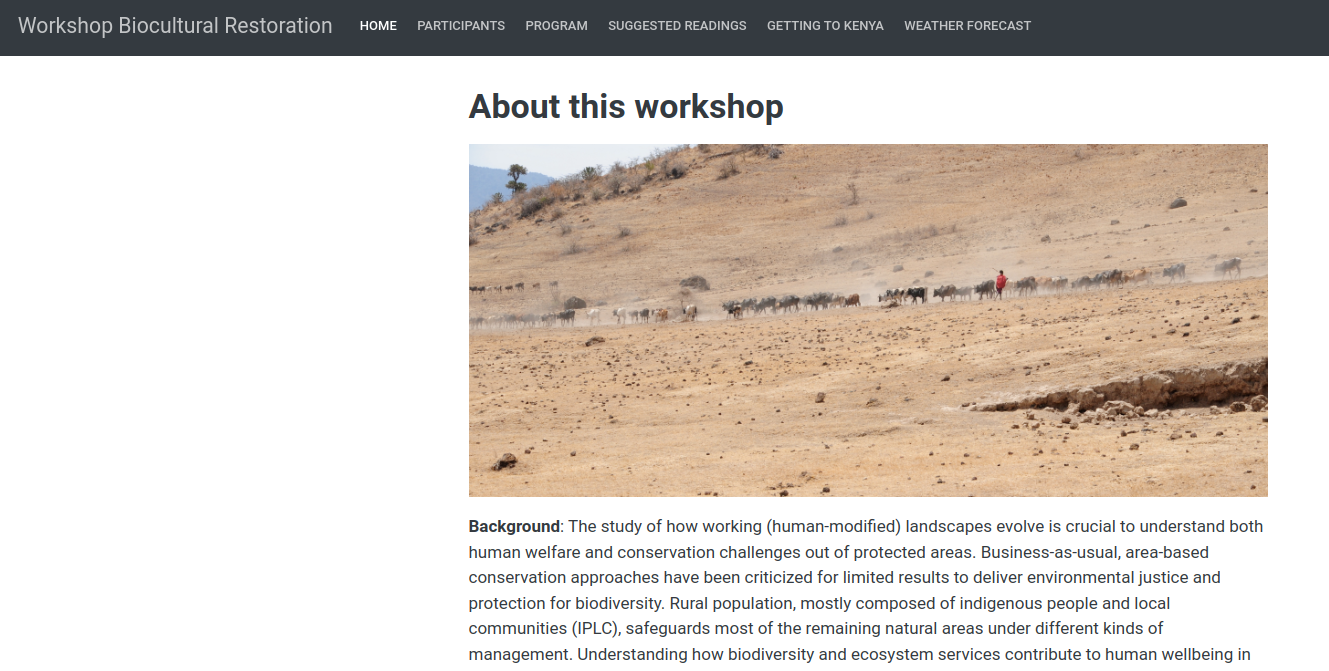 Workshop Biocultural Restoration HOME PARTICIPANTS PROGRAM SUGGESTED READINGS GETTING TO KENYA WEATHER FORECAST
About this workshop
Background: The study of how working (human-modified) landscapes evolve is crucial to understand both
human welfare and conservation challenges out of protected areas. Business-as-usual, area-based
conservation approaches have been criticized for limited results to deliver environmental justice and
protection for biodiversity. Rural population, mostly composed of indigenous people and local
communities (IPLC), safeguards most of the remaining natural areas under different kinds of
management. Understanding how biodiversity and ecosystem services contribute to human wellbeing in